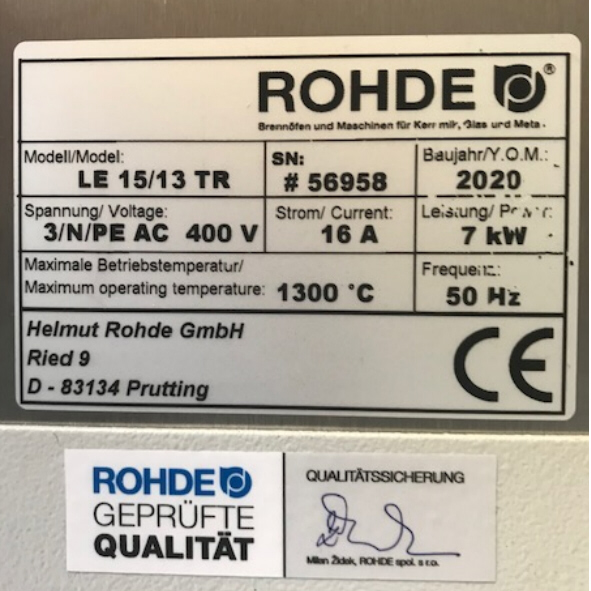 ROHDE ®
Brennöfen und Maschinen für Keramik, Glas und Metall
Modell/Model:
LE 15/13 TR
SN:
# 56958
Baujahr/Y.O.M.:
2020
Spannung/ Voltage:
3/N/PE AC 400 V
Strom/ Current:
16 A
Leistung/ Power:
7 kW
Maximale Betriebstemperatur/
Maximum operating temperature: 1300 °C
Frequenz:
50 Hz
Helmut Rohde GmbH
Ried 9
D - 83134 Prutting
CE
ROHDE
GEPRÜFTE
QUALITÄT
QUALITÄTSSICHERUNG
Milan Židek, ROHDE spol. s r.o.